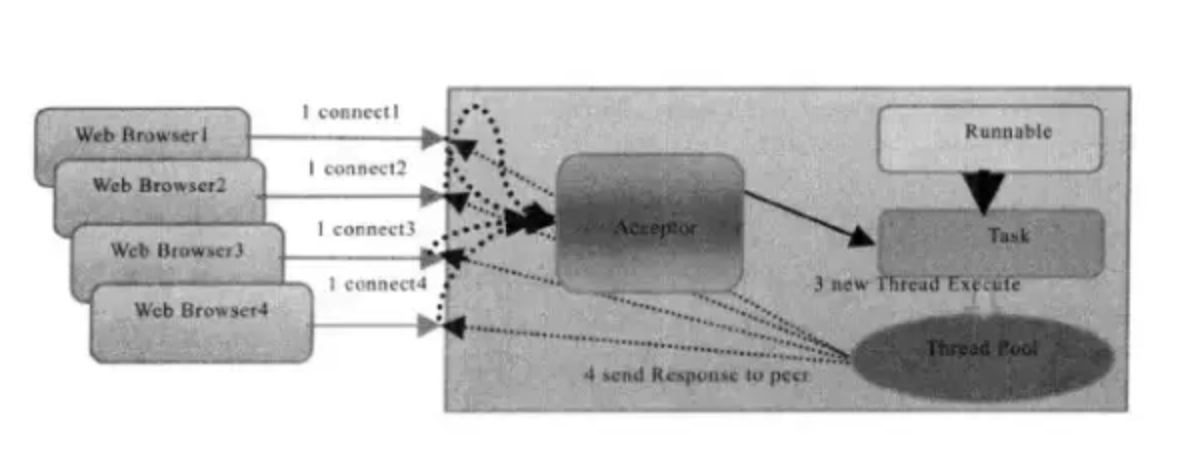 1 connect1
Web Browser1
Runnable
1 connect2
Web Browser2
1 connect3
Acceptor
Task
Web Browser3
1 connect4
3 new Thread Execute
Web Browser4
Thread Pool
4 send Response to peer